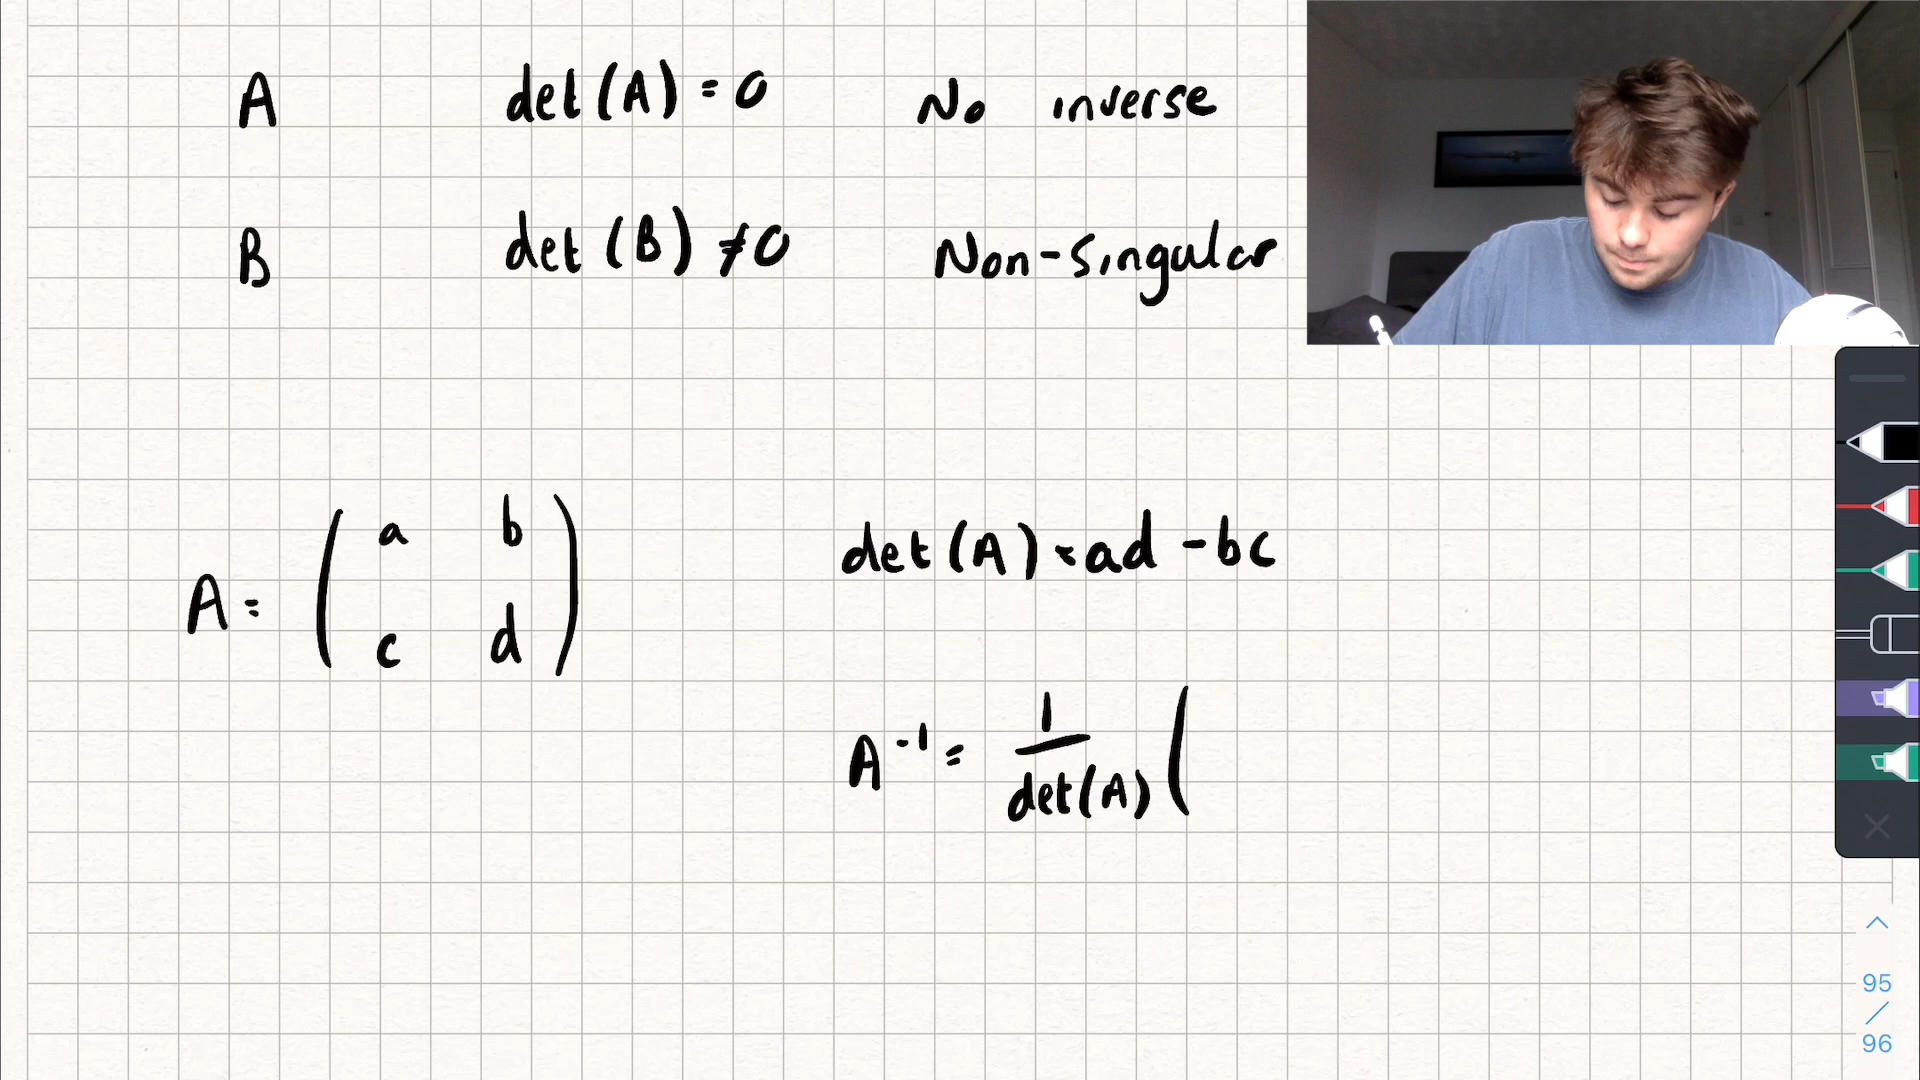 A det(A) = 0 No inverse
B det(B) ≠ 0 Non-singular
A = ( a b
c d )
det(A) = ad - bc
A⁻¹ = 1/det(A) (
95
/
96